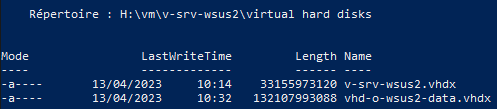 Répertoire : H:\vm\v-srv-wsus2\virtual hard disks
Mode LastWriteTime Length Name
---- ------------- ------ ----
-a---- 13/04/2023 10:14 33155973120 v-srv-wsus2.vhdx
-a---- 13/04/2023 10:32 132107993088 vhd-o-wsus2-data.vhdx